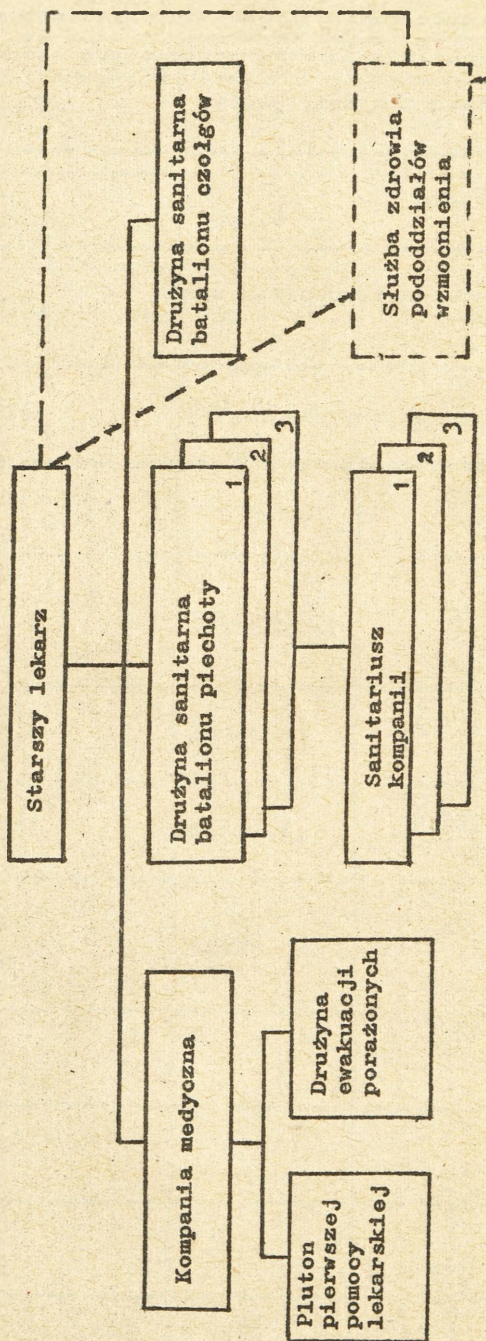 Starszy lekarz
Kompania medyczna
Drużyna sanitarna
batalionu piechoty
1
2
3
Drużyna sanitarna
batalionu czołgów
Pluton
pierwszej
pomocy
lekarskiej
Drużyna
ewakuacji
porażonych
Sanitariusz
kompanii
1
2
3
Służba zdrowia
pododdziałów
wzmocnienia